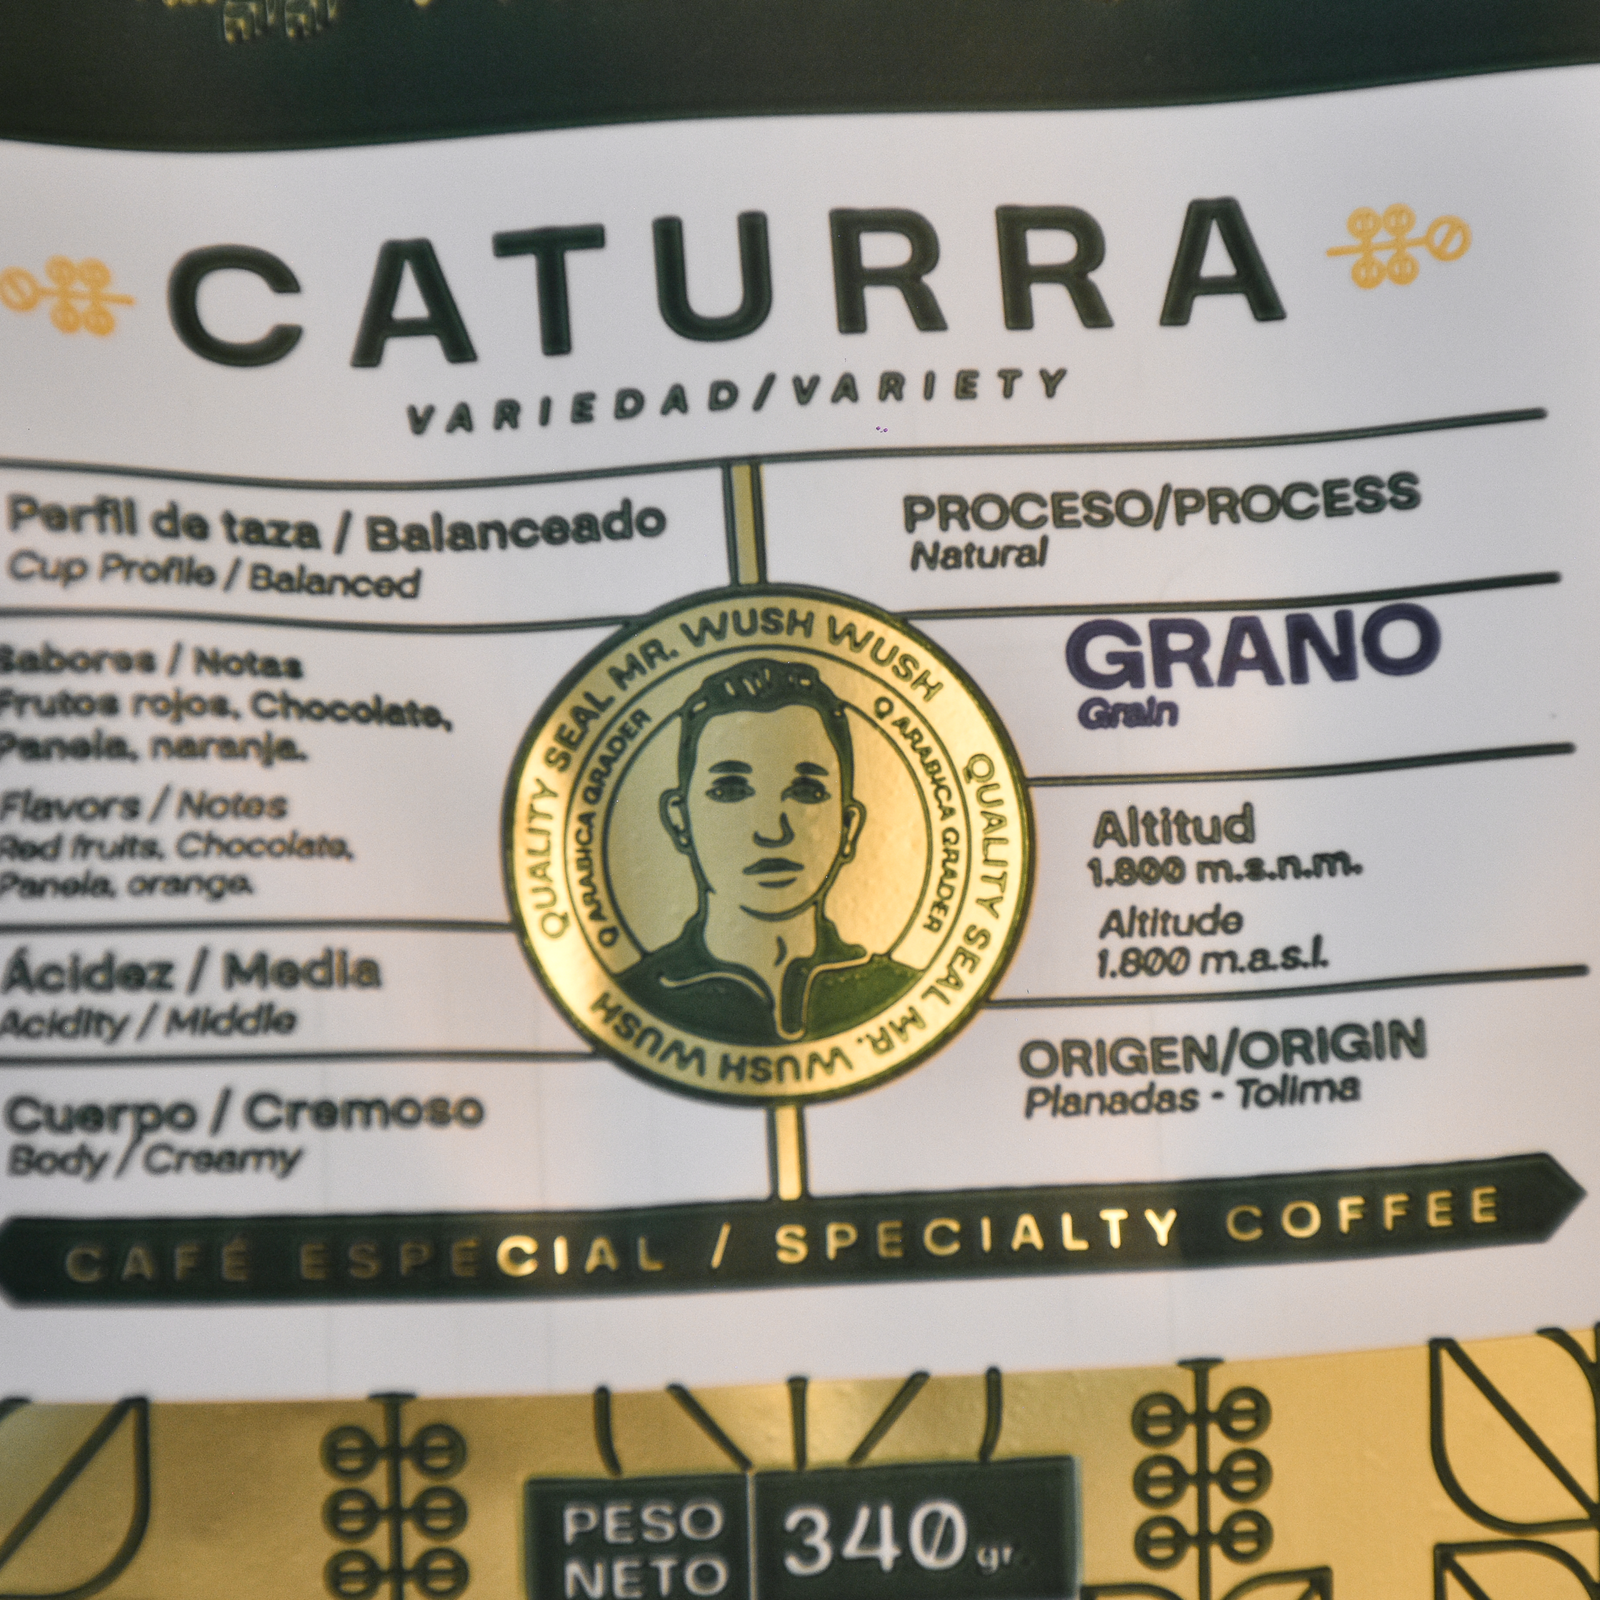 CATURRA
VARIEDAD/VARIETY
Perfil de taza / Balanceado
Cup Profile / Balanced
Sabores / Notas
Frutos rojos, Chocolate,
Panela, naranja.
Flavors / Notes
Red fruits, Chocolate,
Panela, orange.
Ácidez / Media
Acidity / Middle
Cuerpo / Cremoso
Body / Creamy
QUALITY SEAL MR. WUSH WUSH
QUALITY SEAL MR. WUSH WUSH
Q ARABICA GRADER
Q ARABICA GRADER
PROCESO/PROCESS
Natural
GRANO
Grain
Altitud
1.800 m.s.n.m.
Altitude
1.800 m.a.s.l.
ORIGEN/ORIGIN
Planadas - Tolima
CAFÉ ESPECIAL / SPECIALTY COFFEE
PESO
NETO
340 gr.